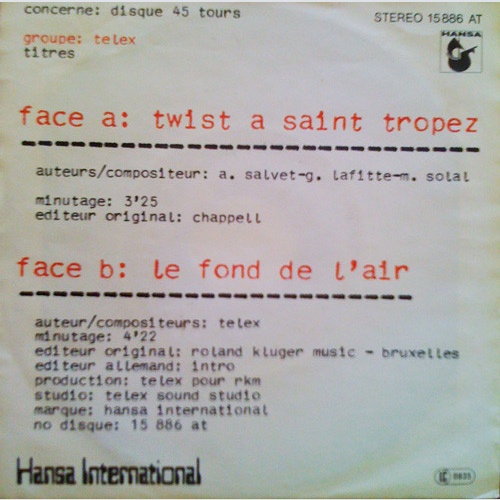 concerne: disque 45 tours
STEREO 15886 AT
groupe: telex
HANSA
titres
face a: twist a saint tropez
auteurs/compositeur: a. salvet-g. lafitte-m. solal
minutage: 3'25
editeur original: chappell
face b: le fond de l'air
auteur/compositeurs: telex
minutage: 4'22
editeur original: roland kluger music - bruxelles
editeur allemand: intro
production: telex pour rkm
studio: telex sound studio
marque: hansa international
no disque: 15 886 at
Hansa International